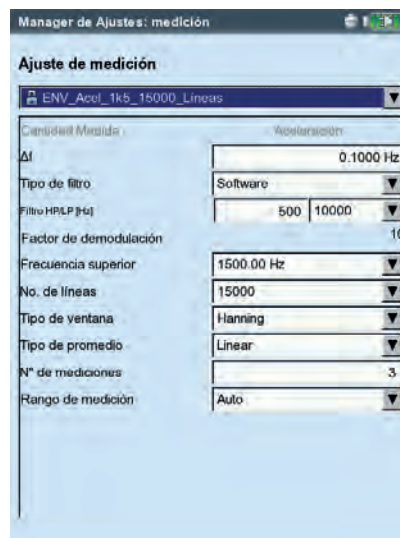 Manager de Ajustes: medición
Ajuste de medición
ENV_Acel_1k5_15000_Líneas
Cantidad Medida Aceleración
Δf 0.1000 Hz
Tipo de filtro Software
Filtro HP/LP [Hz] 500 10000
Factor de demodulación 10
Frecuencia superior 1500.00 Hz
No. de líneas 15000
Tipo de ventana Hanning
Tipo de promedio Linear
N° de mediciones 3
Rango de medición Auto